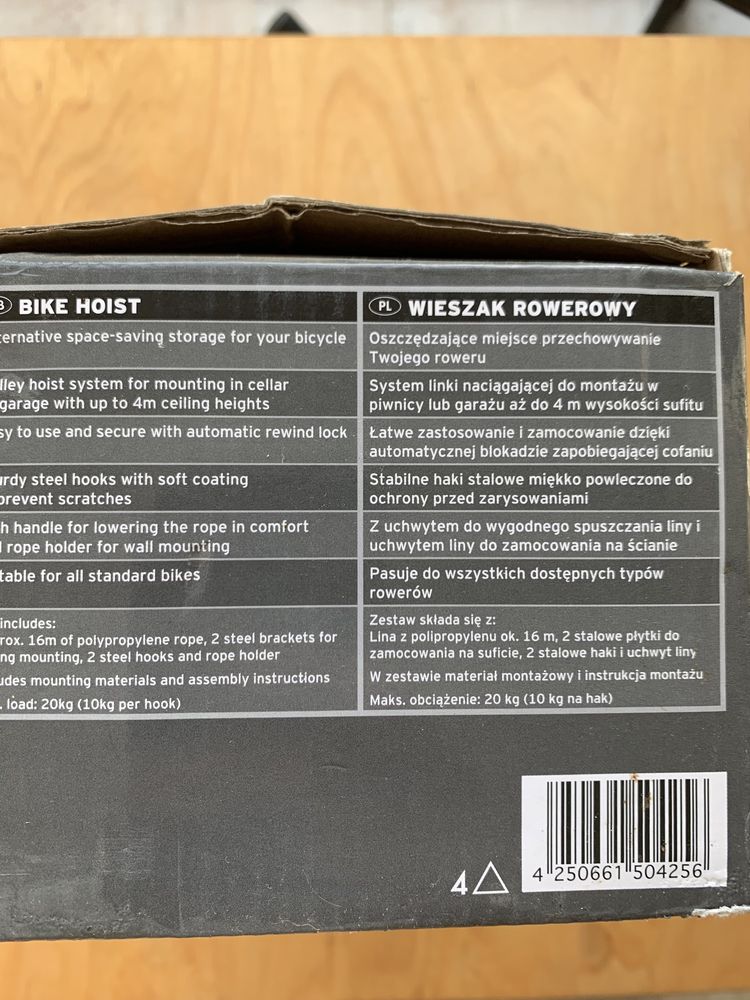 B BIKE HOIST
ternative space-saving storage for your bicycle
lley hoist system for mounting in cellar
garage with up to 4m ceiling heights
sy to use and secure with automatic rewind lock
urdy steel hooks with soft coating
prevent scratches
h handle for lowering the rope in comfort
l rope holder for wall mounting
table for all standard bikes
includes:
rox. 16m of polypropylene rope, 2 steel brackets for
ng mounting, 2 steel hooks and rope holder
udes mounting materials and assembly instructions
. load: 20kg (10kg per hook)
PL WIESZAK ROWEROWY
Oszczędzające miejsce przechowywanie
Twojego roweru
System linki naciągającej do montażu w
piwnicy lub garażu aż do 4 m wysokości sufitu
Łatwe zastosowanie i zamocowanie dzięki
automatycznej blokadzie zapobiegającej cofaniu
Stabilne haki stalowe miękko powleczone do
ochrony przed zarysowaniami
Z uchwytem do wygodnego spuszczania liny i
uchwytem liny do zamocowania na ścianie
Pasuje do wszystkich dostępnych typów
rowerów
Zestaw składa się z:
Lina z polipropylenu ok. 16 m, 2 stalowe płytki do
zamocowania na suficie, 2 stalowe haki i uchwyt liny
W zestawie materiał montażowy i instrukcja montażu
Maks. obciążenie: 20 kg (10 kg na hak)
4
4 250661 504256